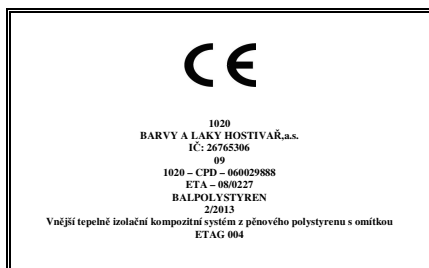 CE
1020
BARVY A LAKY HOSTIVAŘ,a.s.
IČ: 26765306
09
1020 – CPD – 060029888
ETA – 08/0227
BALPOLYSTYREN
2/2013
Vnější tepelně izolační kompozitní systém z pěnového polystyrenu s omítkou
ETAG 004